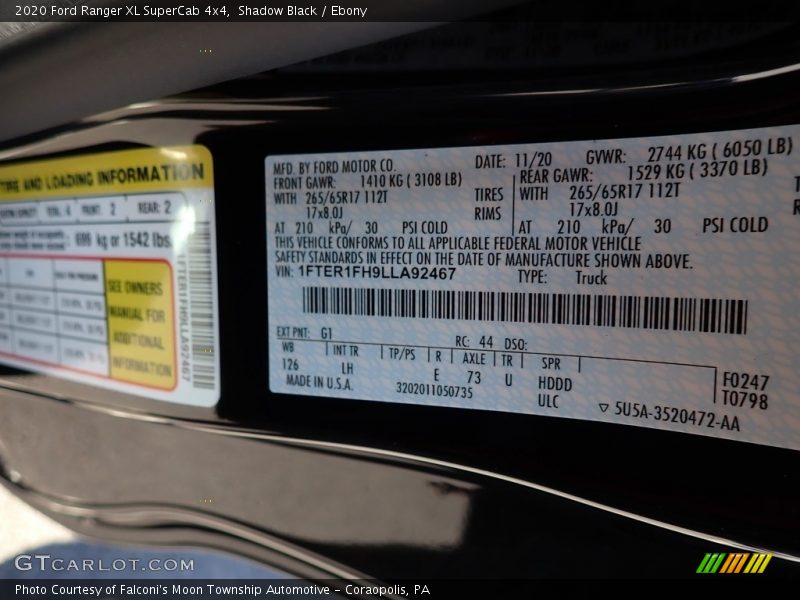 2020 Ford Ranger XL SuperCab 4x4, Shadow Black / Ebony
TIRE AND LOADING INFORMATION
TOTAL 4 FRONT 2 REAR: 2
kg or 1542 lbs.
SEE OWNERS
MANUAL FOR
ADDITIONAL
INFORMATION
1FTER1FH9LLA92467
MFD. BY FORD MOTOR CO. DATE: 11/20 GVWR: 2744 KG ( 6050 LB)
FRONT GAWR: 1410 KG ( 3108 LB) REAR GAWR: 1529 KG ( 3370 LB)
WITH 265/65R17 112T TIRES WITH 265/65R17 112T
17x8.0J RIMS 17x8.0J
AT 210 kPa/ 30 PSI COLD AT 210 kPa/ 30 PSI COLD
THIS VEHICLE CONFORMS TO ALL APPLICABLE FEDERAL MOTOR VEHICLE
SAFETY STANDARDS IN EFFECT ON THE DATE OF MANUFACTURE SHOWN ABOVE.
VIN: 1FTER1FH9LLA92467 TYPE: Truck
EXT PNT: G1 RC: 44 DSO:
WB INT TR TP/PS R AXLE TR SPR
126 LH E 73 U HDDD F0247
MADE IN U.S.A. 3202011050735 ULC T0798
▽ 5U5A-3520472-AA
GTCARLOT.COM
Photo Courtesy of Falconi's Moon Township Automotive - Coraopolis, PA